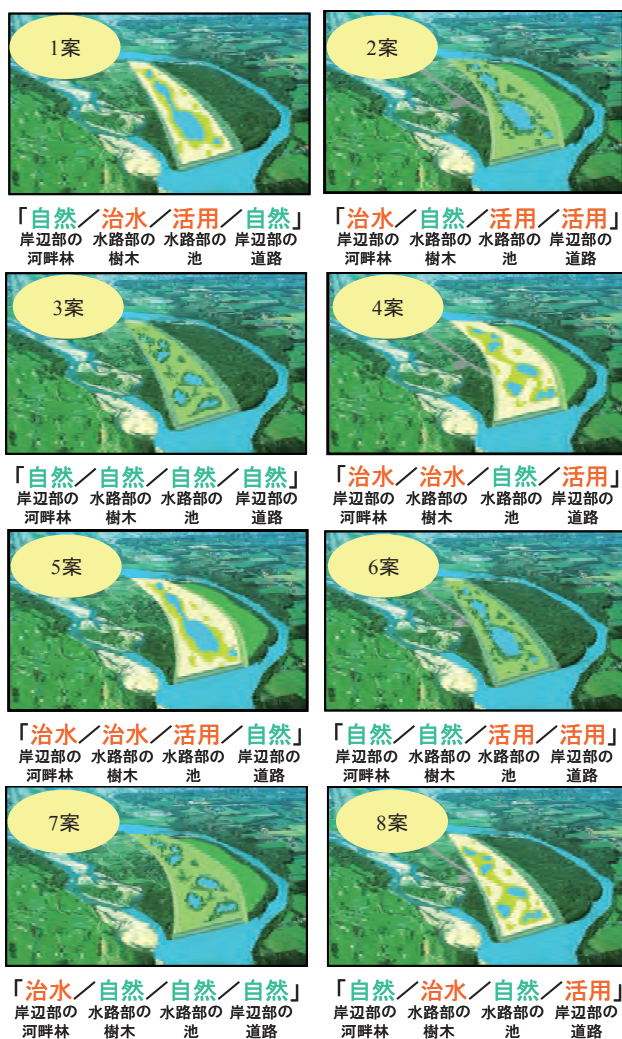 1案
2案
「自然／治水／活用／自然」
岸辺部の 水路部の 水路部の 岸辺部の
河畔林 樹木 池 道路
「治水／自然／活用／活用」
岸辺部の 水路部の 水路部の 岸辺部の
河畔林 樹木 池 道路
3案
4案
「自然／自然／自然／自然」
岸辺部の 水路部の 水路部の 岸辺部の
河畔林 樹木 池 道路
「治水／治水／自然／活用」
岸辺部の 水路部の 水路部の 岸辺部の
河畔林 樹木 池 道路
5案
6案
「治水／治水／活用／自然」
岸辺部の 水路部の 水路部の 岸辺部の
河畔林 樹木 池 道路
「自然／自然／活用／活用」
岸辺部の 水路部の 水路部の 岸辺部の
河畔林 樹木 池 道路
7案
8案
「治水／自然／自然／自然」
岸辺部の 水路部の 水路部の 岸辺部の
河畔林 樹木 池 道路
「自然／治水／自然／活用」
岸辺部の 水路部の 水路部の 岸辺部の
河畔林 樹木 池 道路